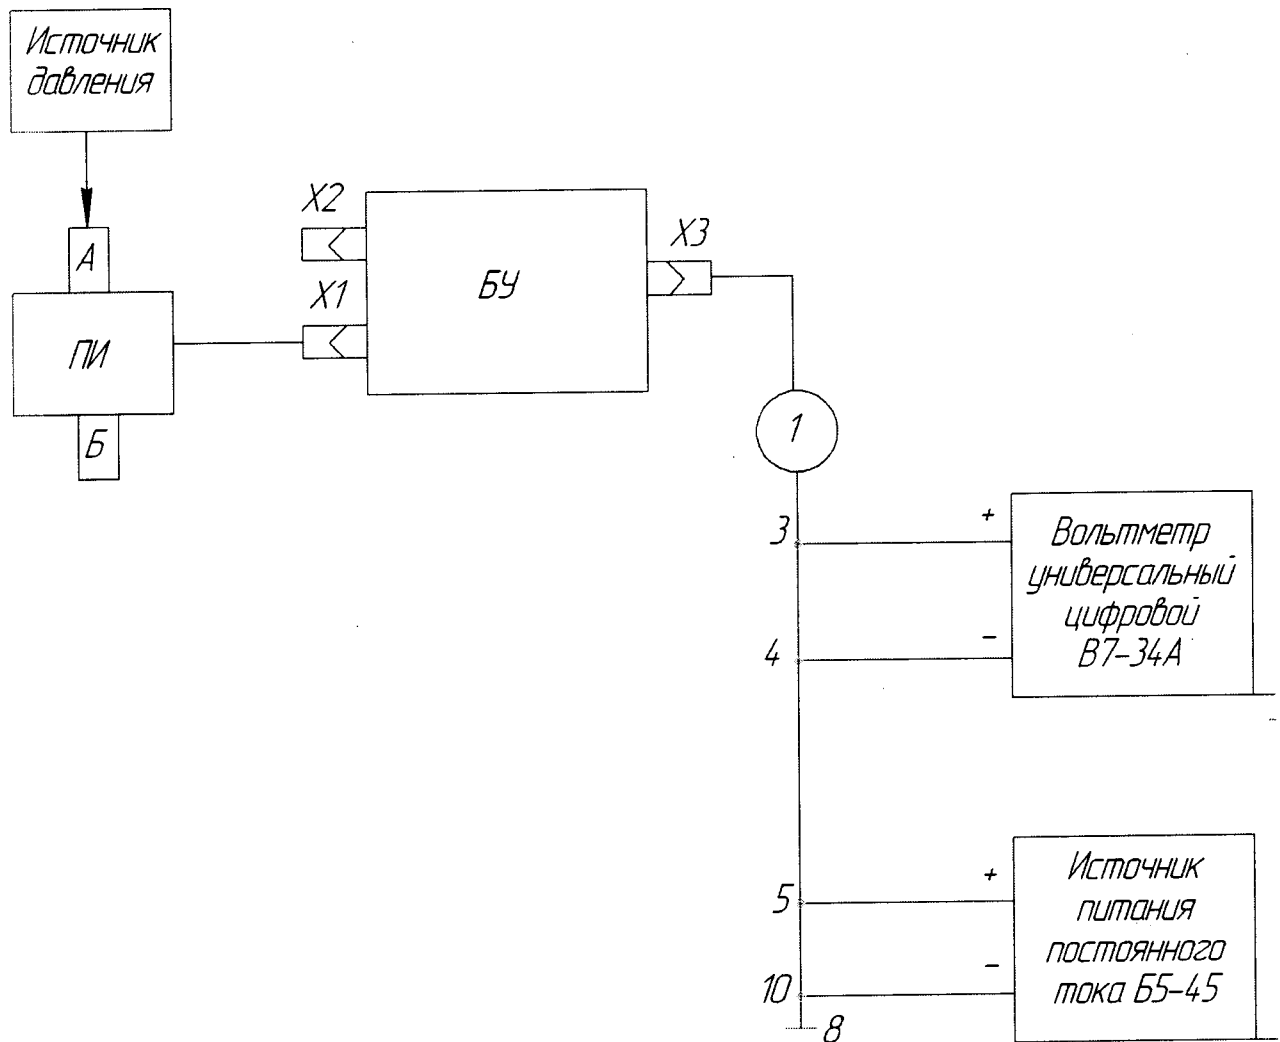 Источник
давления
А
ПИ
Б
Х2
Х1
БУ
Х3
1
3
+
4
−
Вольтметр
универсальный
цифровой
В7-34А
5
+
10
−
8
Источник
питания
постоянного
тока Б5-45